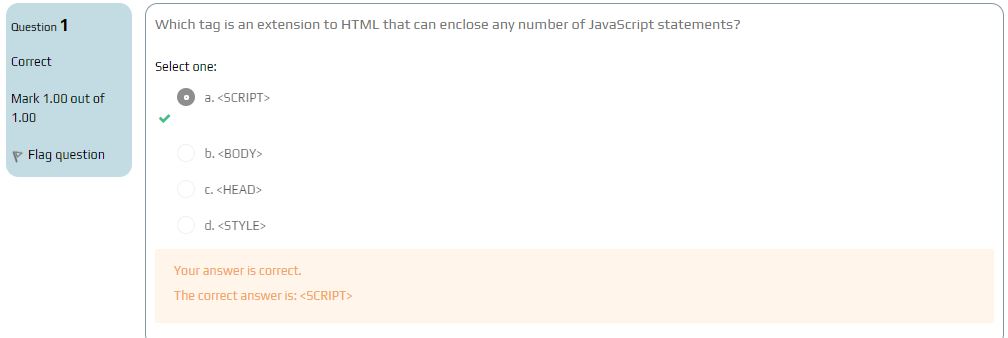 Question 1
Correct
Mark 1.00 out of
1.00
Flag question
Which tag is an extension to HTML that can enclose any number of JavaScript statements?
Select one:
a. <SCRIPT>
b. <BODY>
c. <HEAD>
d. <STYLE>
Your answer is correct.
The correct answer is: <SCRIPT>